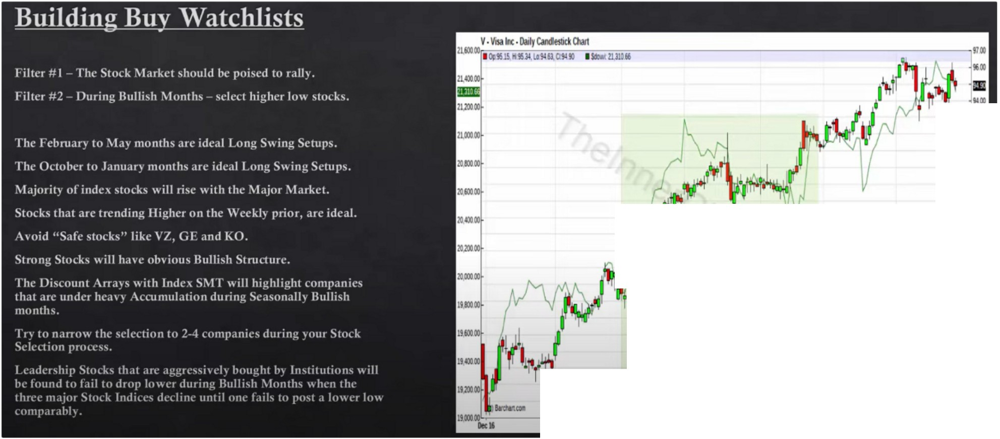 Building Buy Watchlists
Filter #1 – The Stock Market should be poised to rally.
Filter #2 – During Bullish Months – select higher low stocks.
The February to May months are ideal Long Swing Setups.
The October to January months are ideal Long Swing Setups.
Majority of index stocks will rise with the Major Market.
Stocks that are trending Higher on the Weekly prior, are ideal.
Avoid “Safe stocks” like VZ, GE and KO.
Strong Stocks will have obvious Bullish Structure.
The Discount Arrays with Index SMT will highlight companies
that are under heavy Accumulation during Seasonally Bullish
months.
Try to narrow the selection to 2-4 companies during your Stock
Selection process.
Leadership Stocks that are aggressively bought by Institutions will
be found to fail to drop lower during Bullish Months when the
three major Stock Indices decline until one fails to post a lower low
comparably.
V - Visa Inc - Daily Candlestick Chart
Op:95.15, Hi:95.34, Lo:94.63, Cl:94.90 $dowi: 21,310.66
21,600.00
21,400.00
21,310.66
21,200.00
21,000.00
20,800.00
20,600.00
20,400.00
20,200.00
20,000.00
19,800.00
19,600.00
19,400.00
19,200.00
19,000.00
97.00
96.00
94.90
94.00
Barchart.com
Dec 16